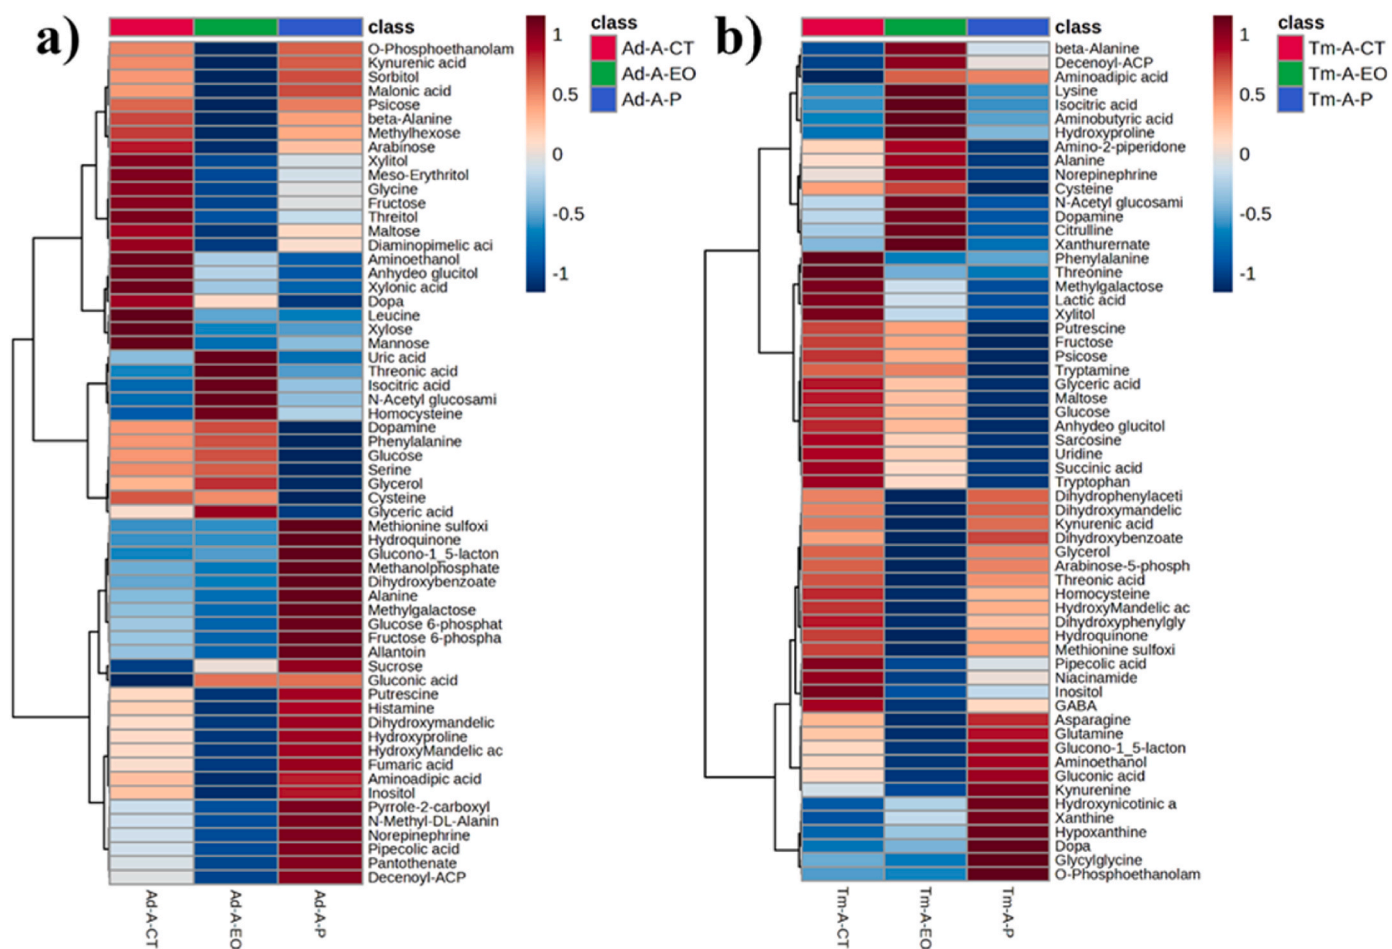 a)
class
O-Phosphoethanolam
Kynurenic acid
Sorbitol
Malonic acid
Psicose
beta-Alanine
Methylhexose
Arabinose
Xylitol
Meso-Erythritol
Glycine
Fructose
Threitol
Maltose
Diaminopimelic aci
Aminoethanol
Anhydeo glucitol
Xylonic acid
Dopa
Leucine
Xylose
Mannose
Uric acid
Threonic acid
Isocitric acid
N-Acetyl glucosami
Homocysteine
Dopamine
Phenylalanine
Glucose
Serine
Glycerol
Cysteine
Glyceric acid
Methionine sulfoxi
Hydroquinone
Glucono-1_5-lacton
Methanolphosphate
Dihydroxybenzoate
Alanine
Methylgalactose
Glucose 6-phosphat
Fructose 6-phospha
Allantoin
Sucrose
Gluconic acid
Putrescine
Histamine
Dihydroxymandelic
Hydroxyproline
HydroxyMandelic ac
Fumaric acid
Aminoadipic acid
Inositol
Pyrrole-2-carboxyl
N-Methyl-DL-Alanin
Norepinephrine
Pipecolic acid
Pantothenate
Decenoyl-ACP
Ad-A-CT
Ad-A-EO
Ad-A-P
1
0.5
0
-0.5
-1
class
Ad-A-CT
Ad-A-EO
Ad-A-P
b)
class
beta-Alanine
Decenoyl-ACP
Aminoadipic acid
Lysine
Isocitric acid
Aminobutyric acid
Hydroxyproline
Amino-2-piperidone
Alanine
Norepinephrine
Cysteine
N-Acetyl glucosami
Dopamine
Citrulline
Xanthurernate
Phenylalanine
Threonine
Methylgalactose
Lactic acid
Xylitol
Putrescine
Fructose
Psicose
Tryptamine
Glyceric acid
Maltose
Glucose
Anhydeo glucitol
Sarcosine
Uridine
Succinic acid
Tryptophan
Dihydrophenylaceti
Dihydroxymandelic
Kynurenic acid
Dihydroxybenzoate
Glycerol
Arabinose-5-phosph
Threonic acid
Homocysteine
HydroxyMandelic ac
Dihydroxyphenylgly
Hydroquinone
Methionine sulfoxi
Pipecolic acid
Niacinamide
Inositol
GABA
Asparagine
Glutamine
Glucono-1_5-lacton
Aminoethanol
Gluconic acid
Kynurenine
Hydroxynicotinic a
Xanthine
Hypoxanthine
Dopa
Glycylglycine
O-Phosphoethanolam
Tm-A-CT
Tm-A-EO
Tm-A-P
1
0.5
0
-0.5
-1
class
Tm-A-CT
Tm-A-EO
Tm-A-P